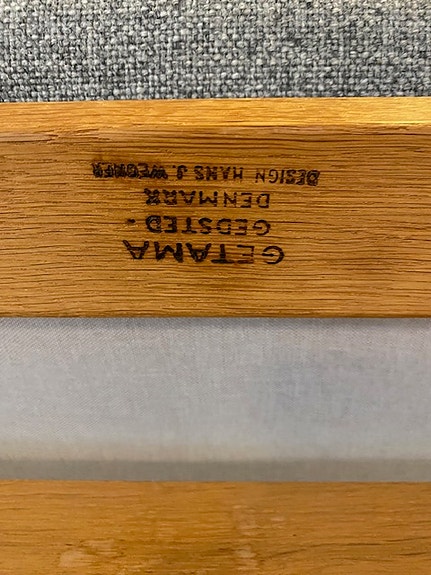 GETAMA
GEDSTED -
DENMARK
DESIGN HANS J. WEGNER